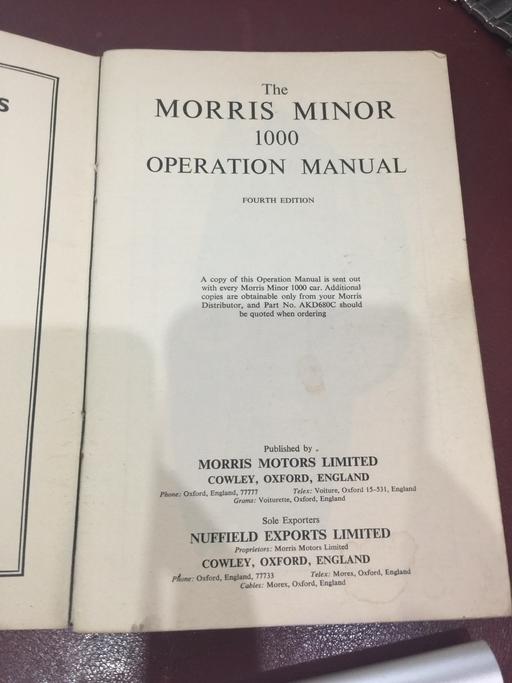 S
The
MORRIS MINOR
1000
OPERATION MANUAL
FOURTH EDITION
A copy of this Operation Manual is sent out
with every Morris Minor 1000 car. Additional
copies are obtainable only from your Morris
Distributor, and Part No. AKD680C should
be quoted when ordering
Published by
MORRIS MOTORS LIMITED
COWLEY, OXFORD, ENGLAND
Phone: Oxford, England, 77777 Telex: Voiture, Oxford 15-531, England
Grams: Voiturette, Oxford, England
Sole Exporters
NUFFIELD EXPORTS LIMITED
Proprietors: Morris Motors Limited
COWLEY, OXFORD, ENGLAND
Phone: Oxford, England, 77733 Telex: Morex, Oxford, England
Cables: Morex, Oxford, England